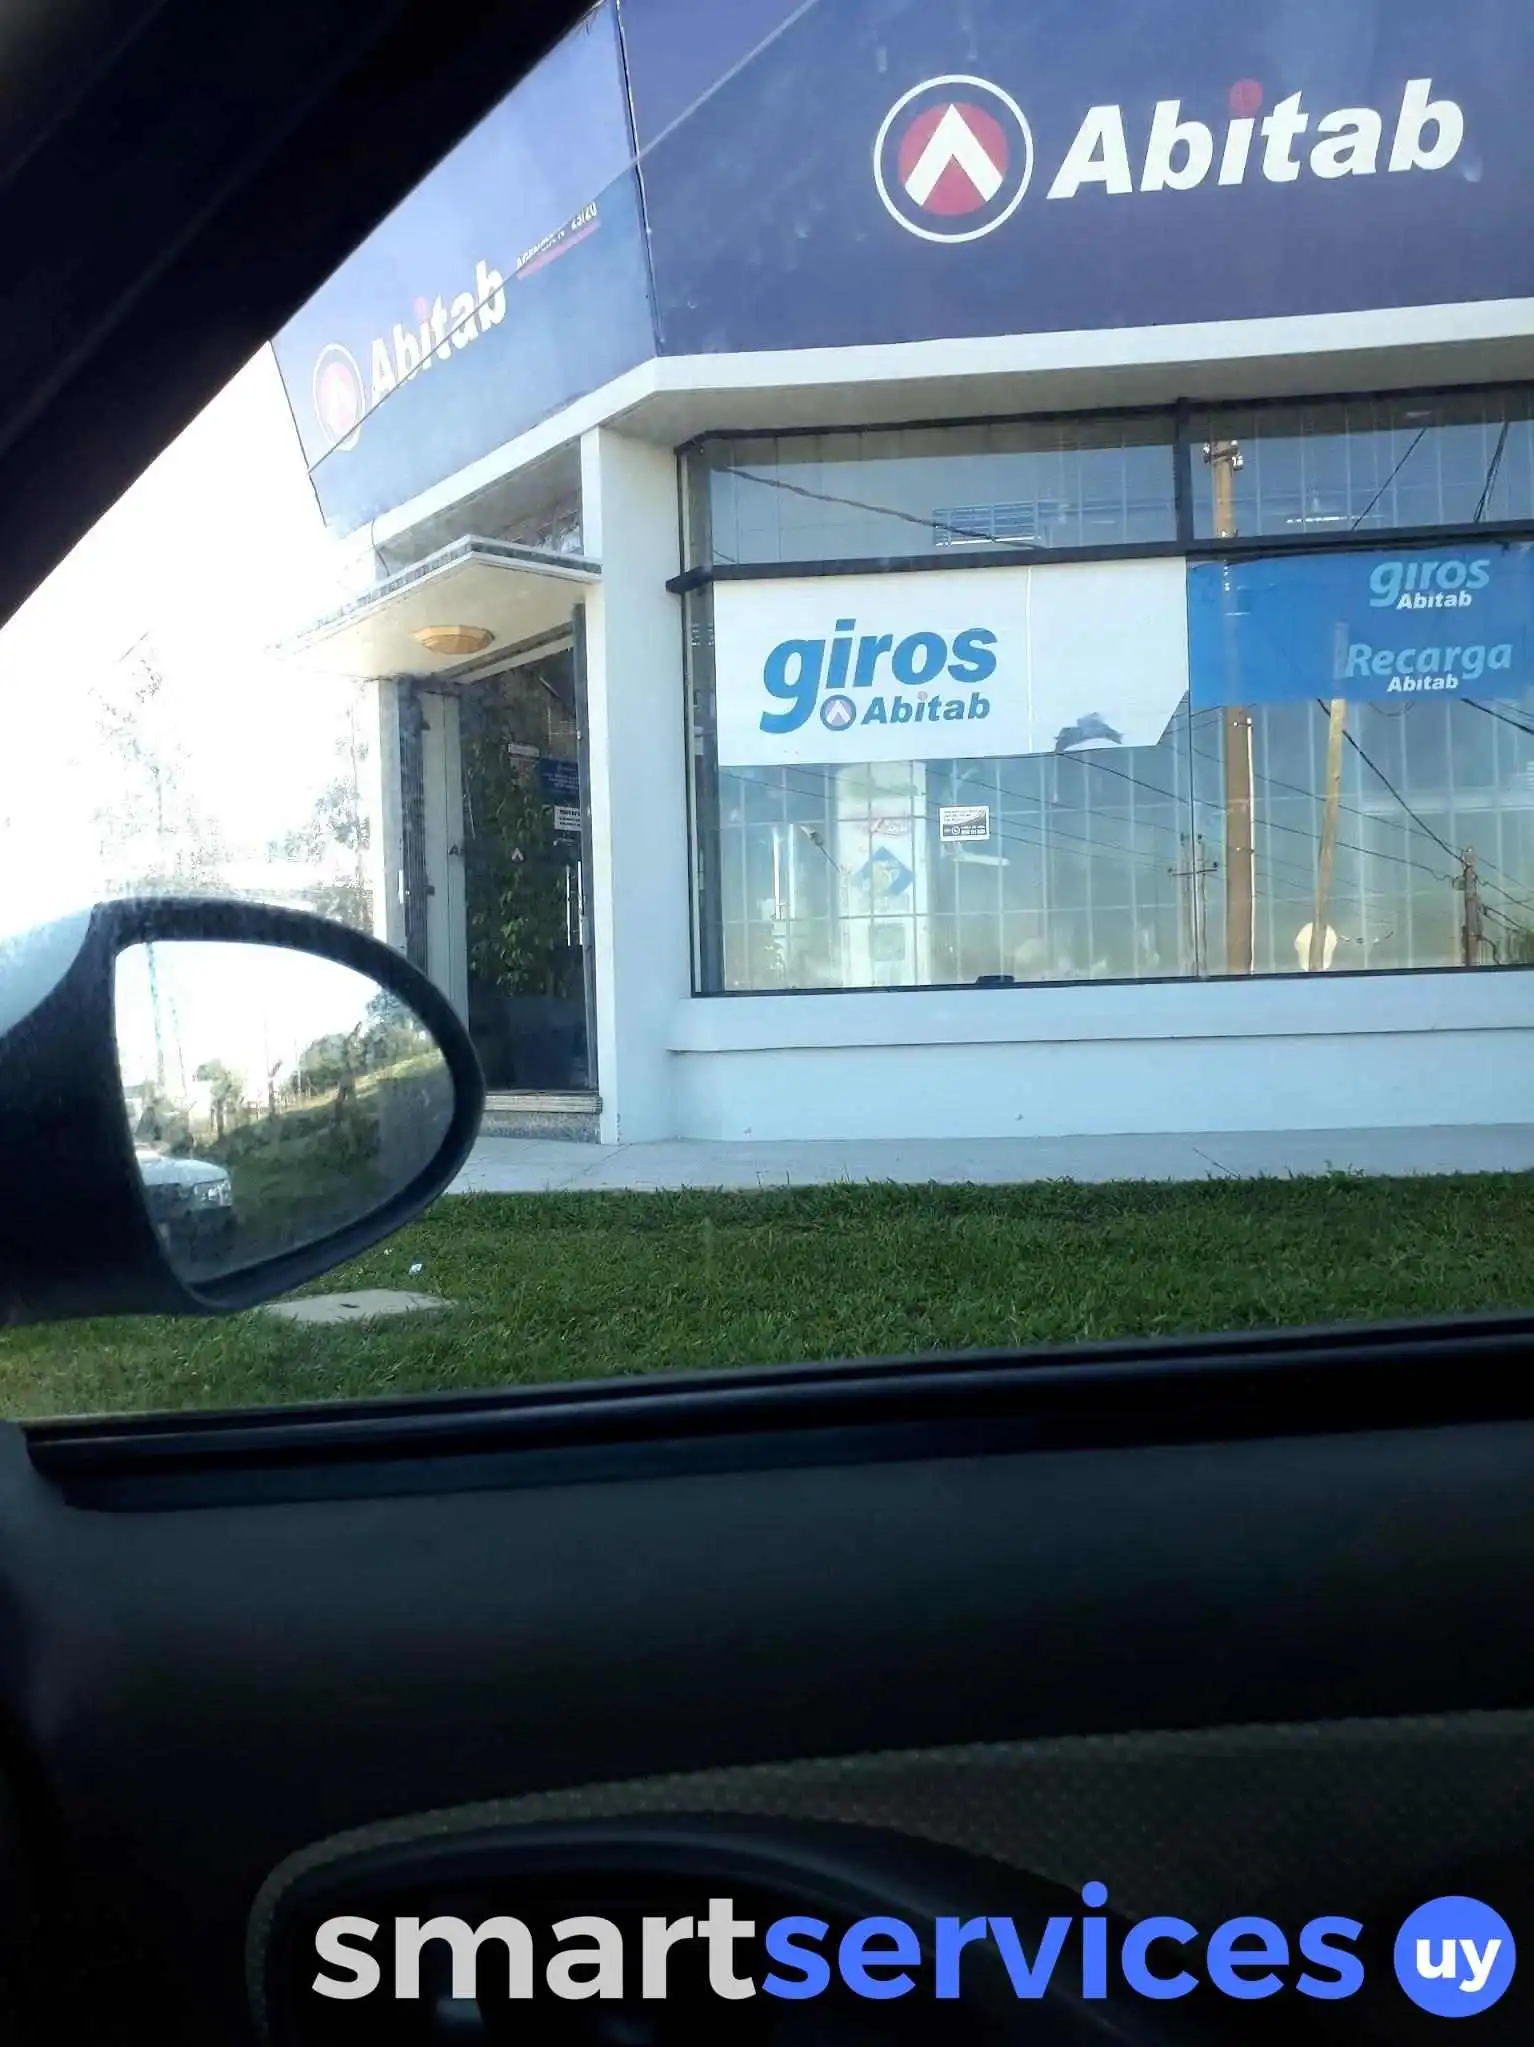 Abitab
Abitab
giros
Abitab
giros
Abitab
Recarga
Abitab
smartservices uy